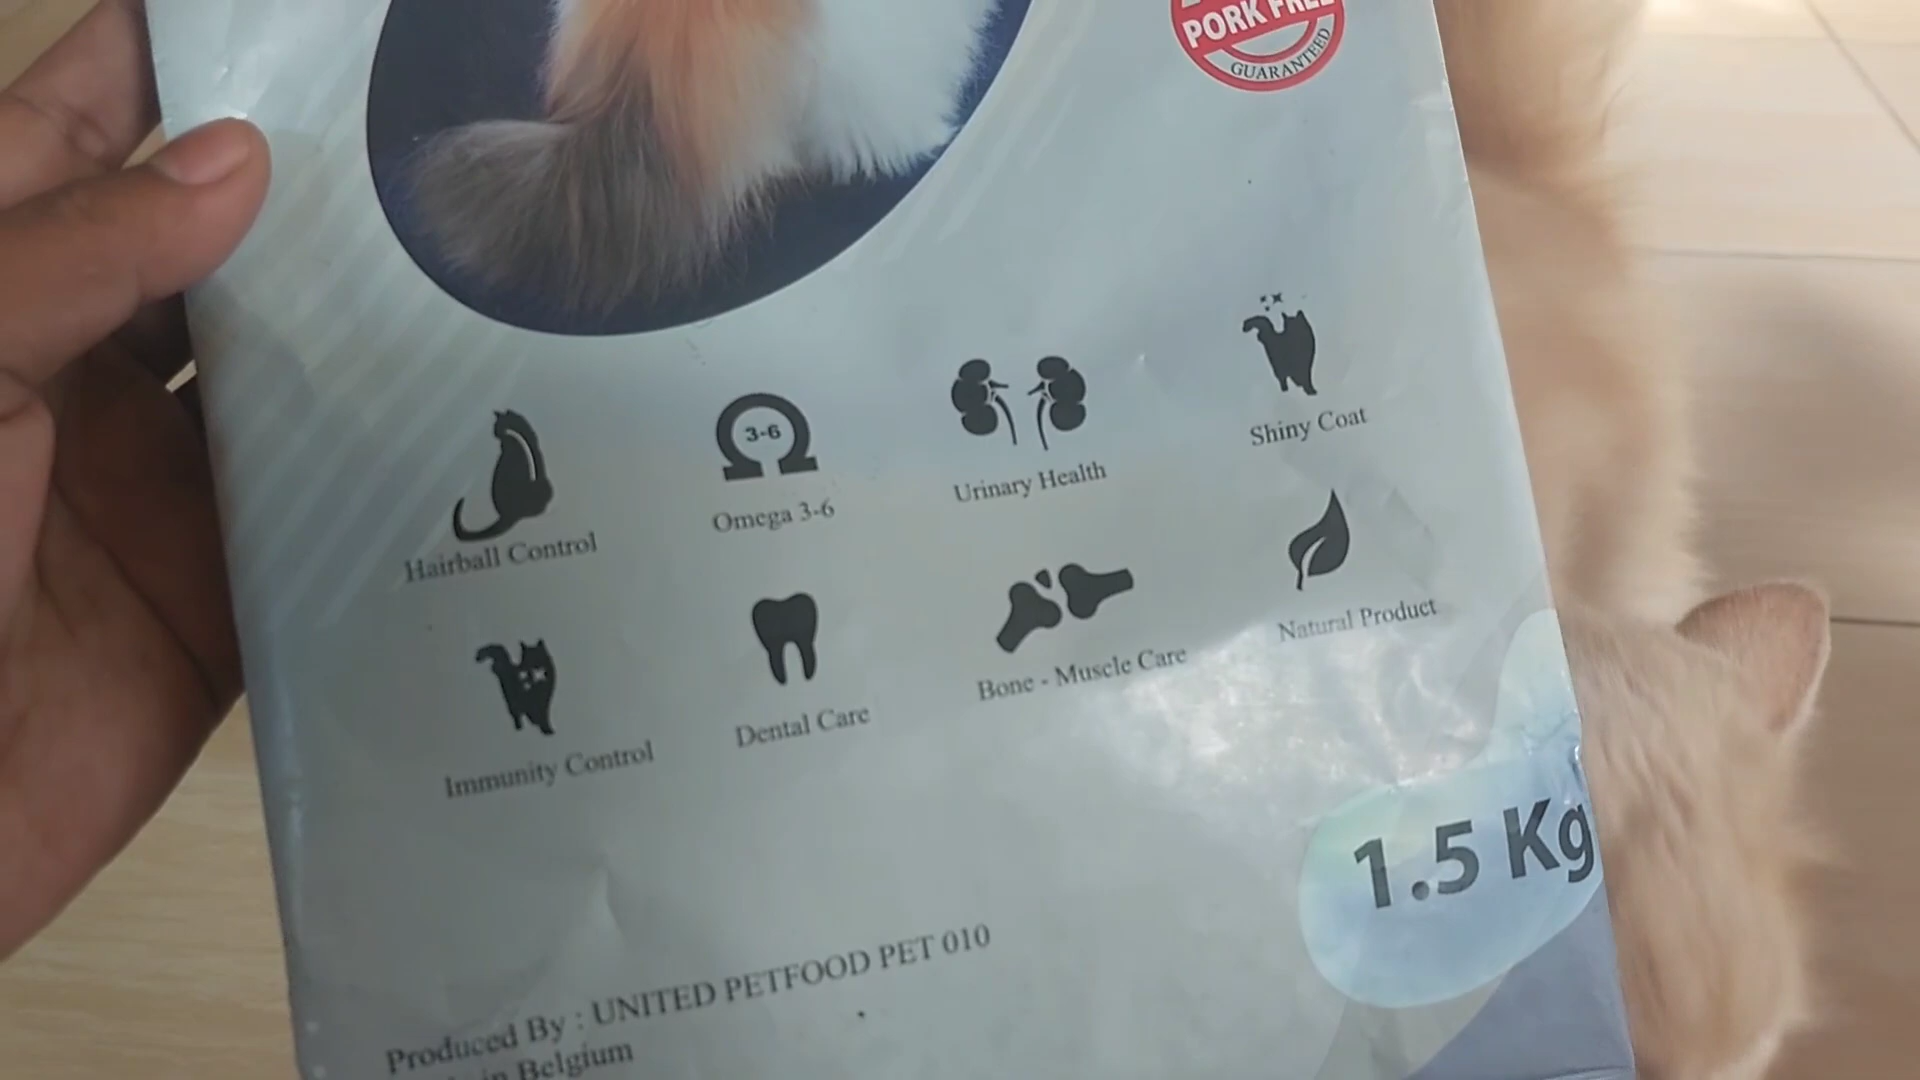 PORK FREE
GUARANTEED
Hairball Control
3-6
Omega 3-6
Urinary Health
Shiny Coat
Immunity Control
Dental Care
Bone - Muscle Care
Natural Product
1.5 Kg
Produced By : UNITED PETFOOD PET 010
in Belgium